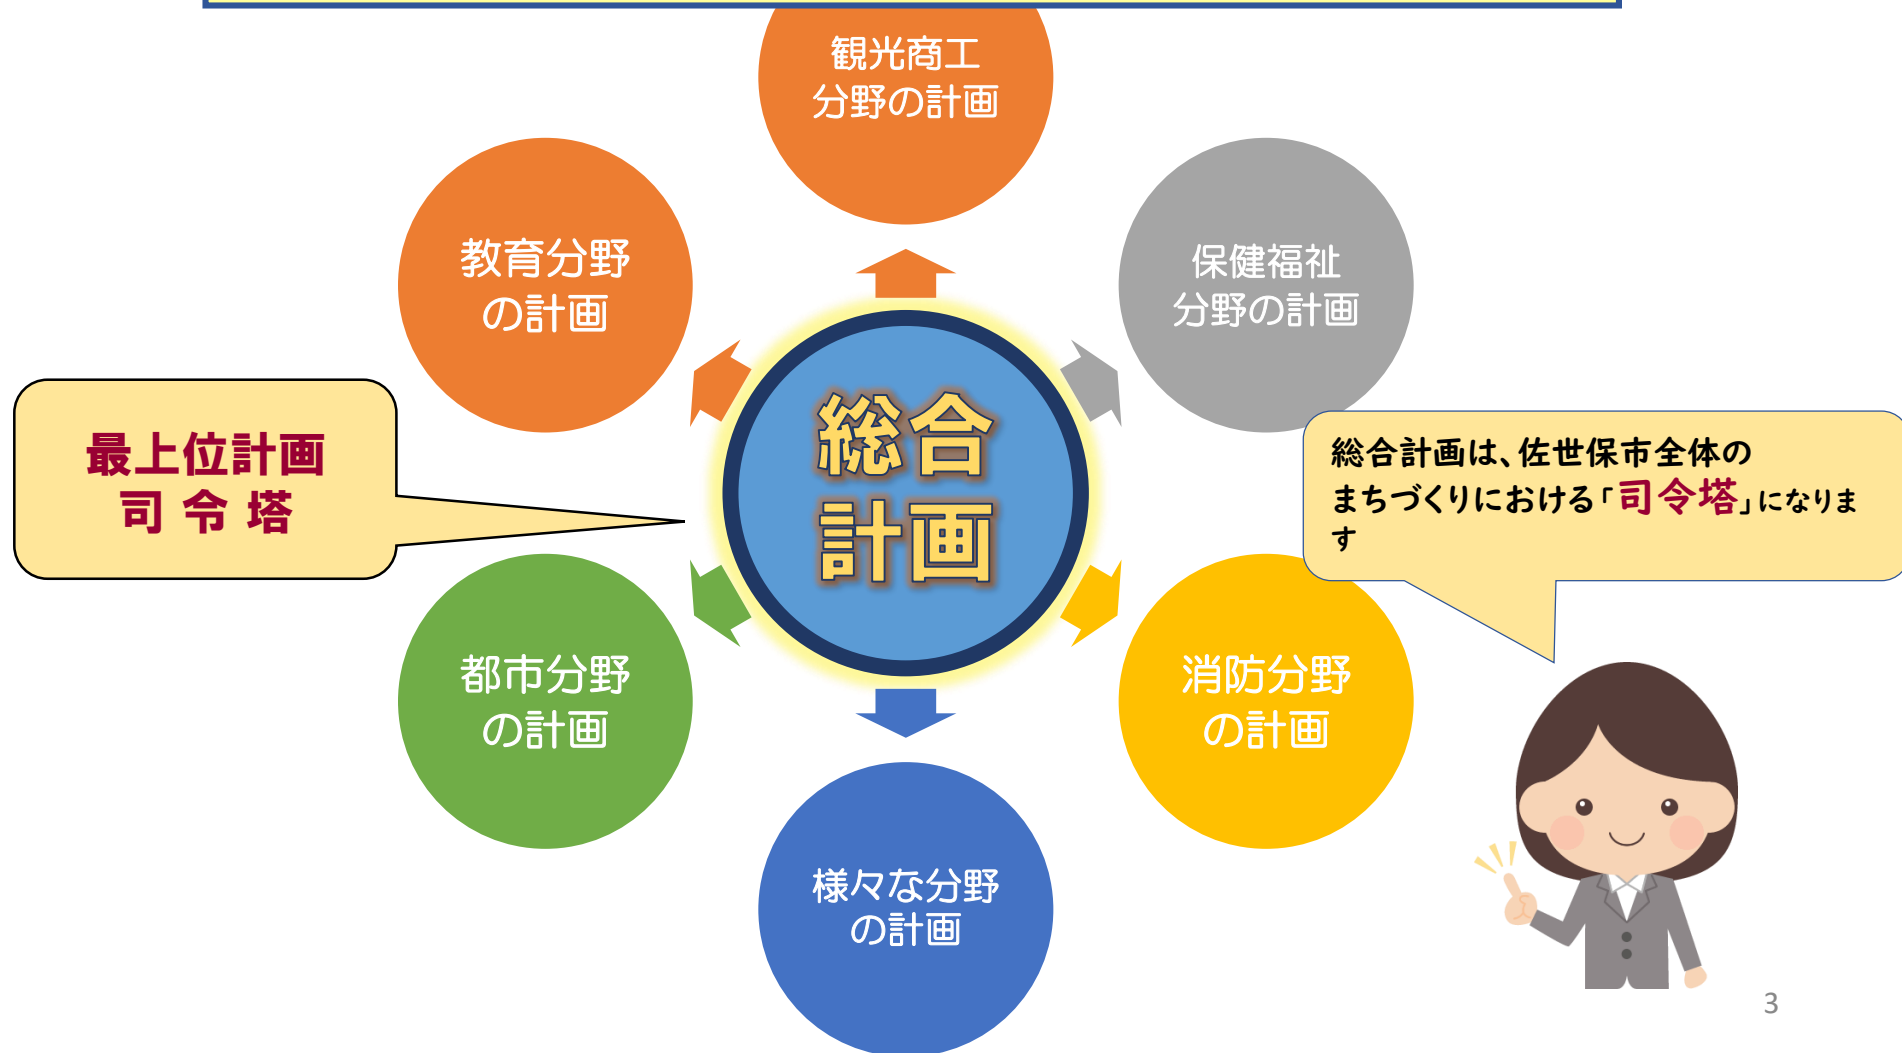 観光商工
分野の計画
教育分野
の計画
保健福祉
分野の計画
最上位計画
司令塔
総合
計画
総合計画は、佐世保市全体の
まちづくりにおける「司令塔」になりま
す
都市分野
の計画
消防分野
の計画
様々な分野
の計画
3